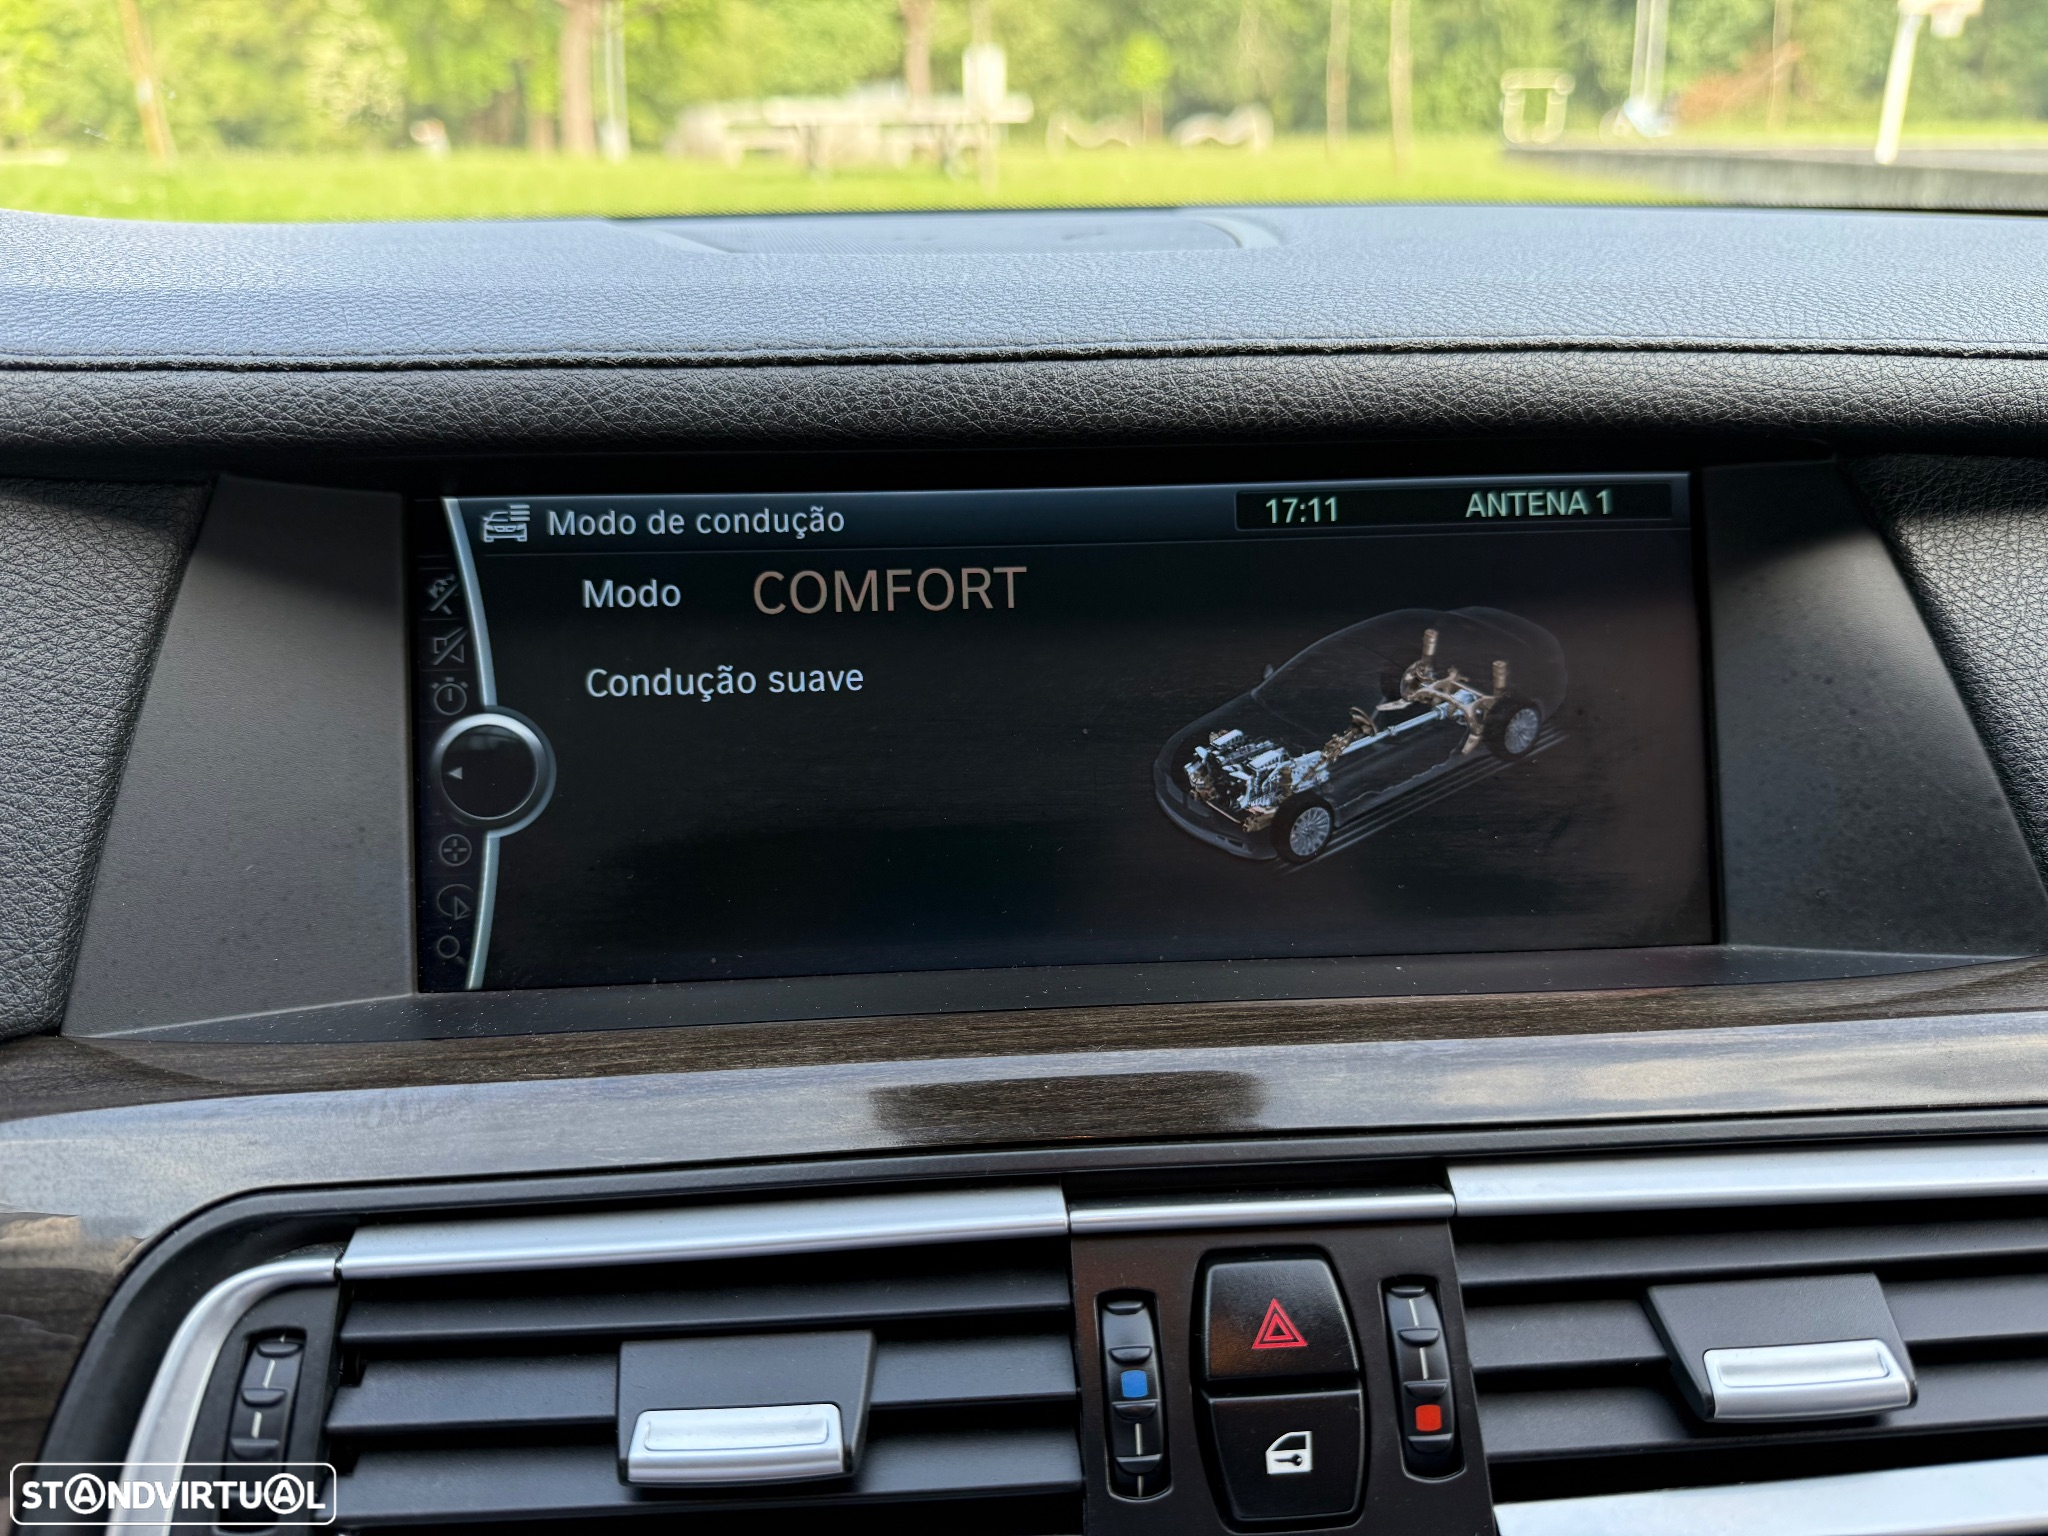 Modo de condução
17:11 ANTENA 1
Modo COMFORT
Condução suave
STANDVIRTUAL